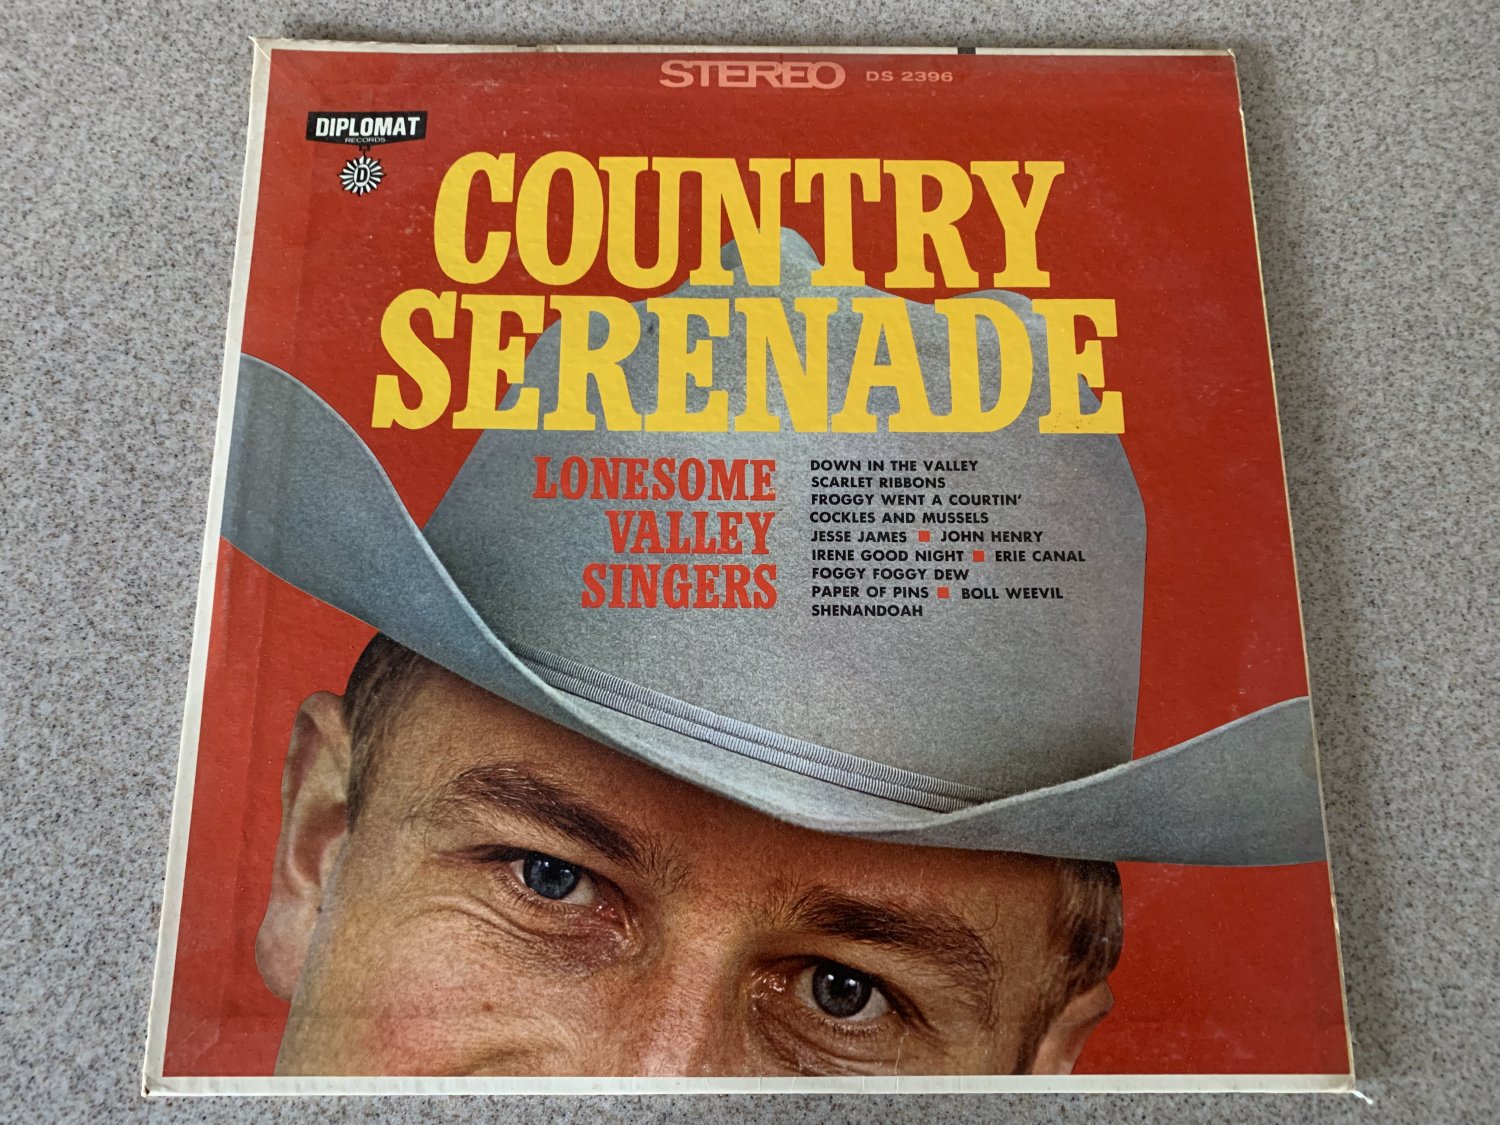 STEREO DS 2396
DIPLOMAT
RECORDS
D
COUNTRY
SERENADE
LONESOME
VALLEY
SINGERS
DOWN IN THE VALLEY
SCARLET RIBBONS
FROGGY WENT A COURTIN'
COCKLES AND MUSSELS
JESSE JAMES ■ JOHN HENRY
IRENE GOOD NIGHT ■ ERIE CANAL
FOGGY FOGGY DEW
PAPER OF PINS ■ BOLL WEEVIL
SHENANDOAH